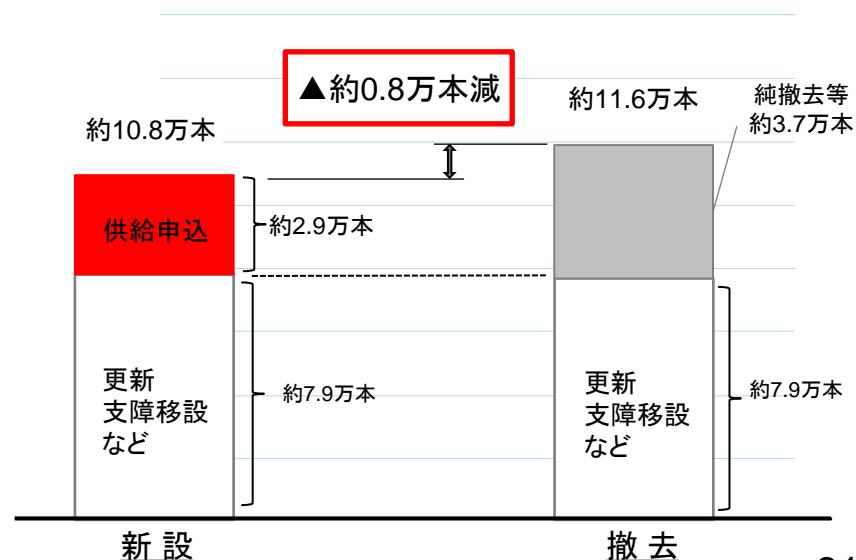 ▲約0.8万本減
約10.8万本
約11.6万本
純撤去等
約3.7万本
供給申込
約2.9万本
更新
支障移設
など
約7.9万本
更新
支障移設
など
約7.9万本
新 設
撤 去